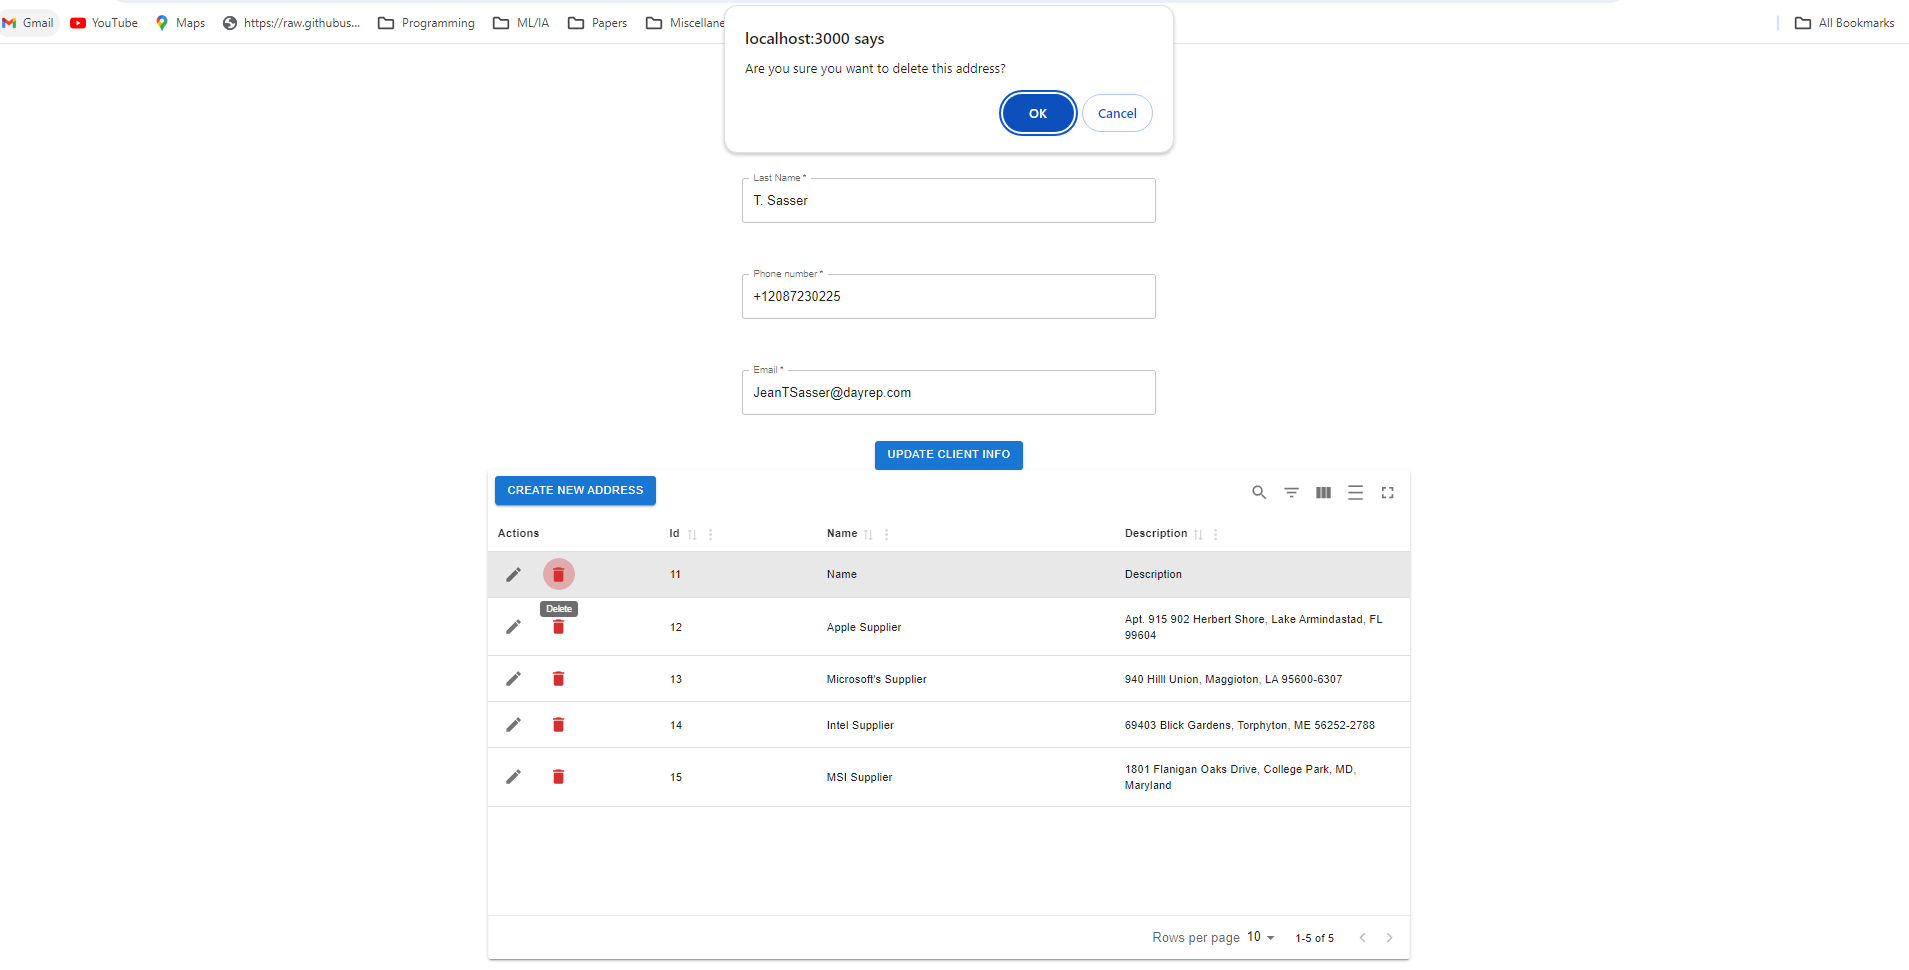 Gmail YouTube Maps https://raw.githubus... Programming ML/IA Papers Miscellane All Bookmarks
localhost:3000 says
Are you sure you want to delete this address?
OK Cancel
Last Name *
T. Sasser
Phone number *
+12087230225
Email *
JeanTSasser@dayrep.com
UPDATE CLIENT INFO
CREATE NEW ADDRESS
Actions Id Name Description
11 Name Description
Delete
12 Apple Supplier Apt. 915 902 Herbert Shore, Lake Armindastad, FL
99604
13 Microsoft's Supplier 940 Hilll Union, Maggioton, LA 95600-6307
14 Intel Supplier 69403 Blick Gardens, Torphyton, ME 56252-2788
15 MSI Supplier 1801 Flanigan Oaks Drive, College Park, MD,
Maryland
Rows per page 10 1-5 of 5